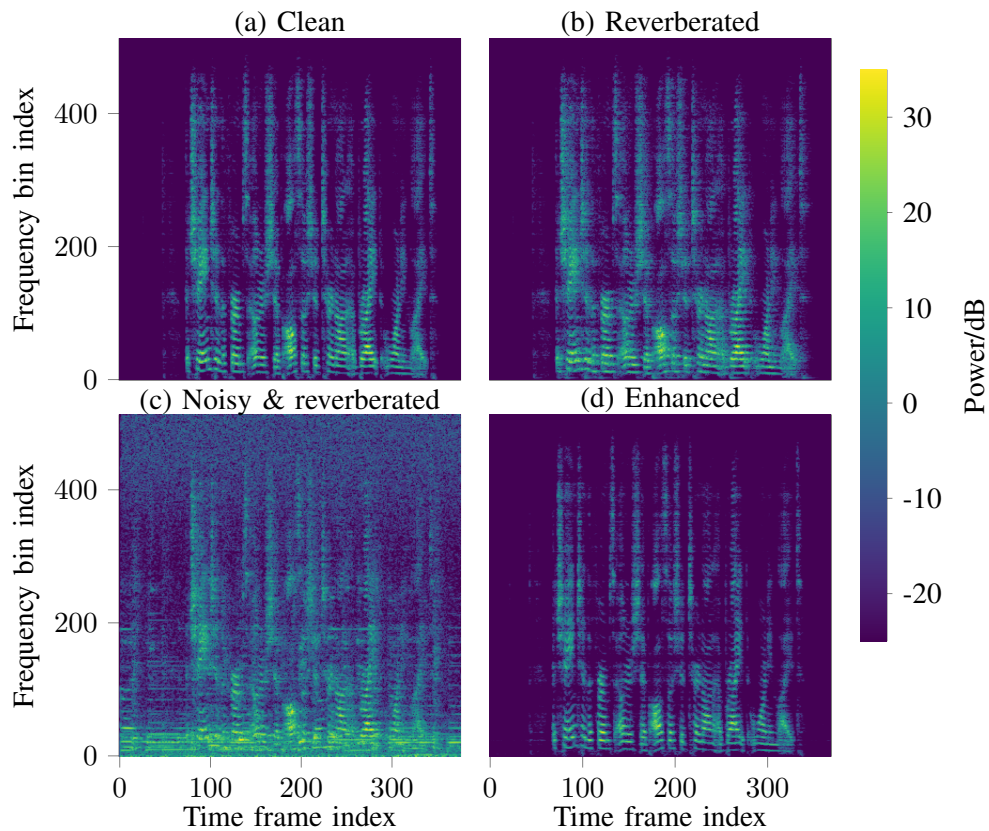 (a) Clean
(b) Reverberated
Frequency bin index
400
200
0
(c) Noisy & reverberated
(d) Enhanced
Frequency bin index
400
200
0
0
100
200
300
Time frame index
0
100
200
300
Time frame index
30
20
10
0
-10
-20
Power/dB